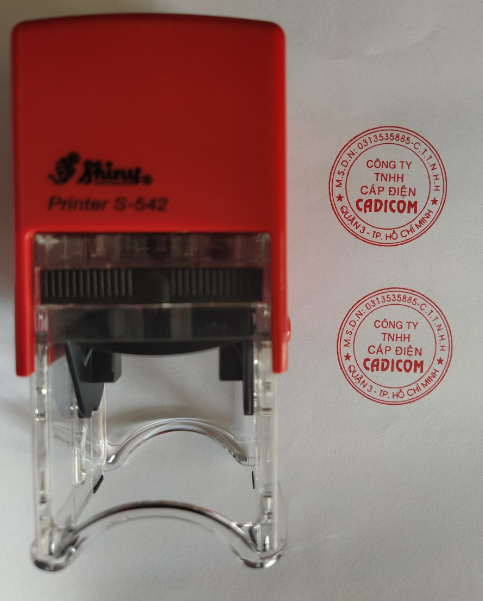 Shiny
Printer S-542
M.S.D.N: 0313535885-C.T.T.N.H.H
CÔNG TY
TNHH
CÁP ĐIỆN
CADICOM
★ QUẬN 3 - TP. HỒ CHÍ MINH ★
M.S.D.N: 0313535885-C.T.T.N.H.H
CÔNG TY
TNHH
CÁP ĐIỆN
CADICOM
★ QUẬN 3 - TP. HỒ CHÍ MINH ★